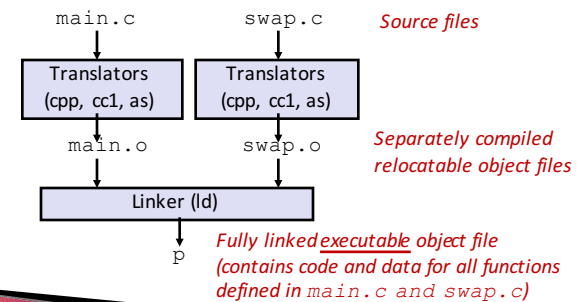 main.c swap.c Source files
Translators Translators
(cpp, cc1, as) (cpp, cc1, as)
main.o swap.o
Separately compiled
relocatable object files
Linker (ld)
p
Fully linked executable object file
(contains code and data for all functions
defined in main.c and swap.c)